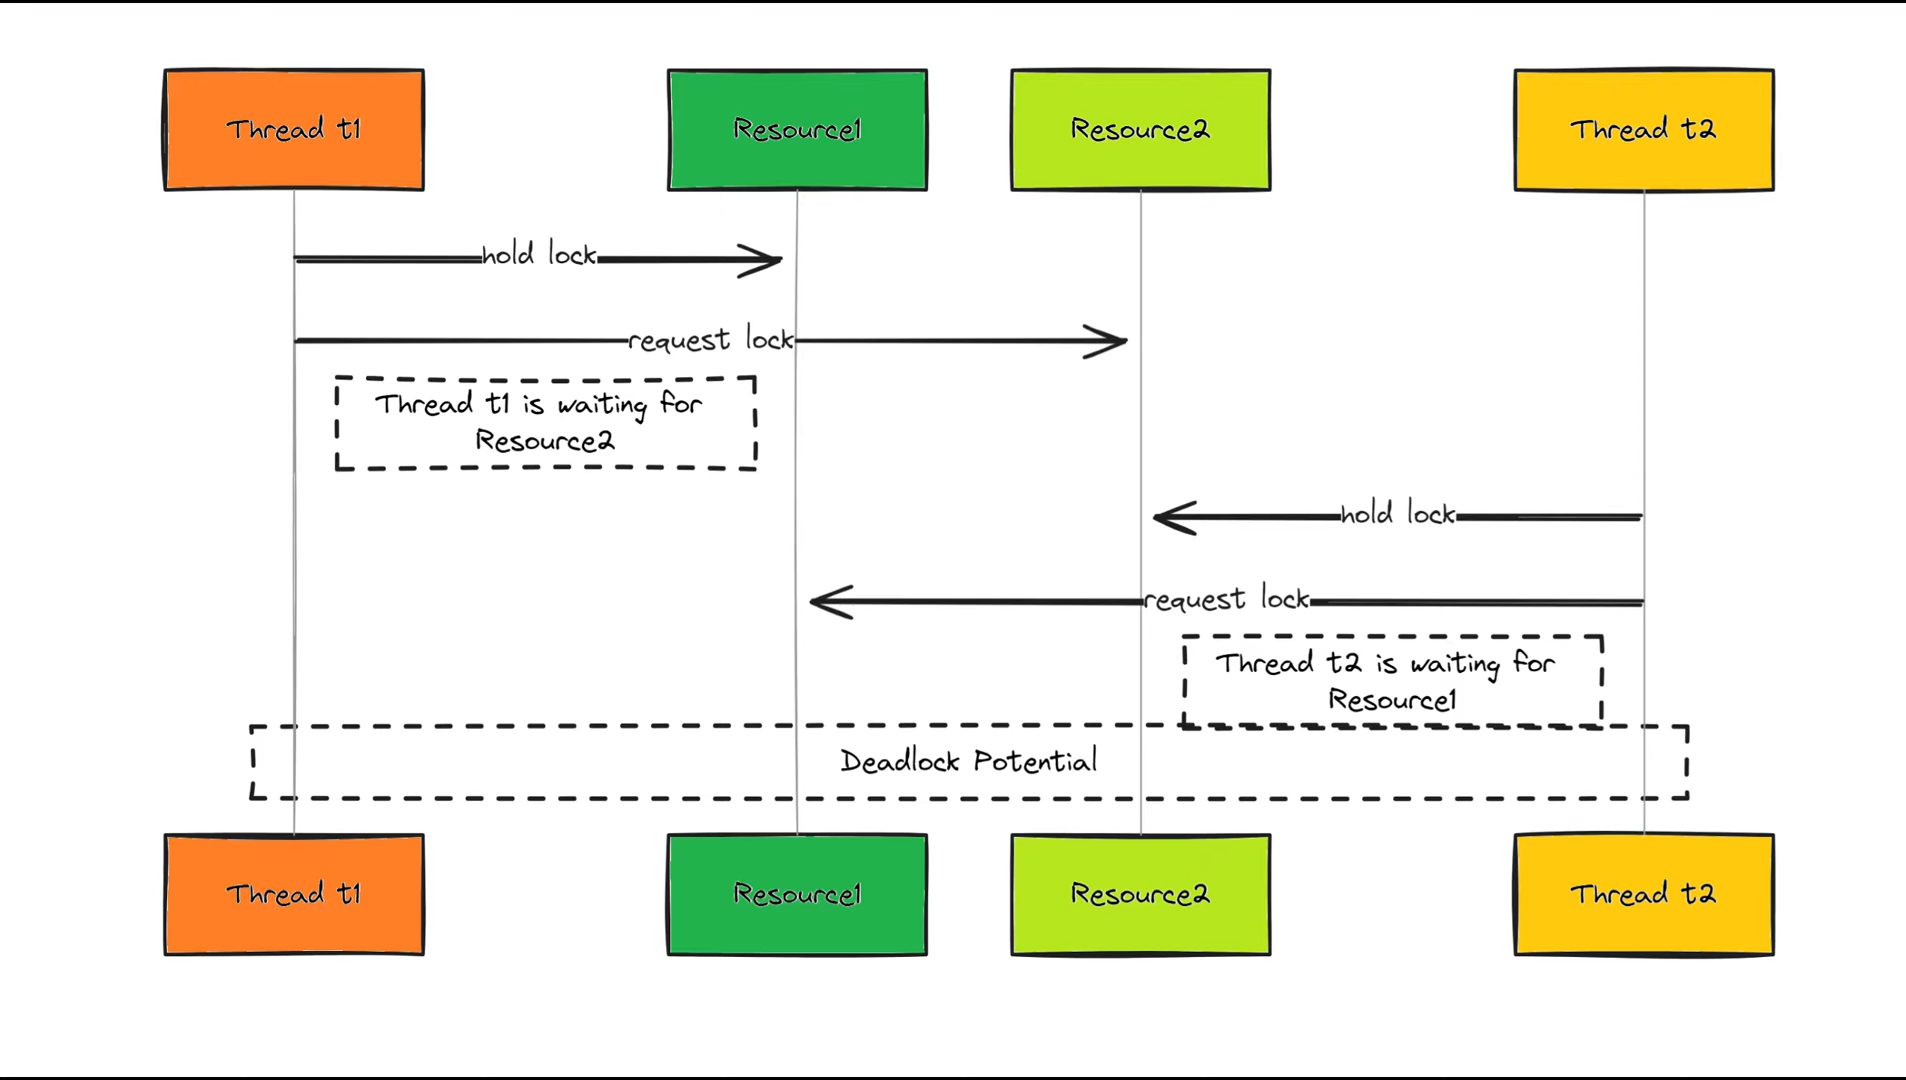 Thread t1
Resource1
Resource2
Thread t2
hold lock
request lock
Thread t1 is waiting for
Resource2
hold lock
request lock
Thread t2 is waiting for
Resource1
Deadlock Potential
Thread t1
Resource1
Resource2
Thread t2